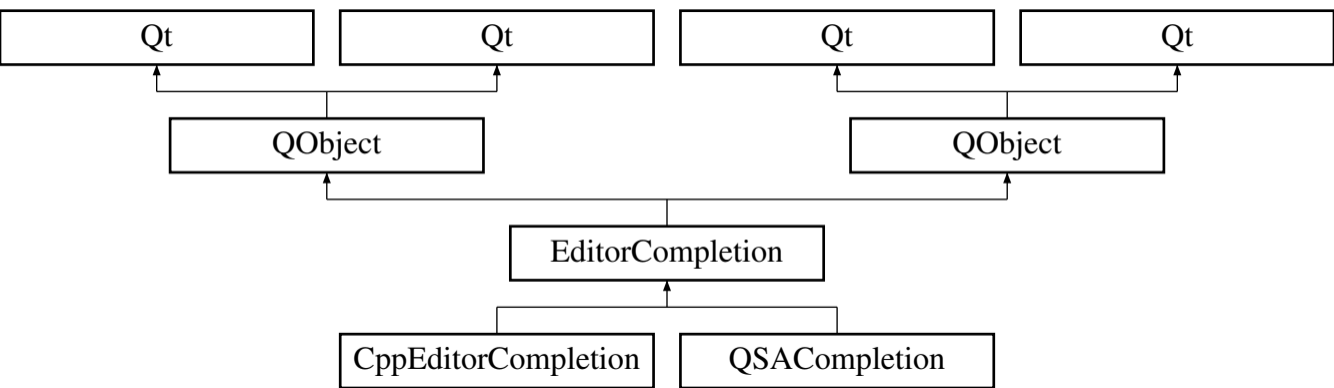 Qt
Qt
Qt
Qt
QObject
QObject
EditorCompletion
CppEditorCompletion
QSACompletion